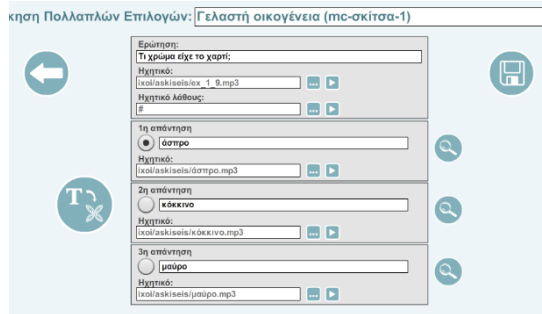 κηση Πολλαπλών Επιλογών: Γελαστή οικογένεια (mc-σκίτσα-1)
Ερώτηση:
Τι χρώμα είχε το χαρτί;
Ηχητικό:
ixoi/askiseis/ex_1_9.mp3 ...
Ηχητικό λάθους:
#
1η απάντηση
άσπρο
Ηχητικό:
ixoi/askiseis/άσπρο.mp3 ...
T
2η απάντηση
κόκκινο
Ηχητικό:
ixoi/askiseis/κόκκινο.mp3 ...
3η απάντηση
μαύρο
Ηχητικό:
ixoi/askiseis/μαύρο.mp3 ...